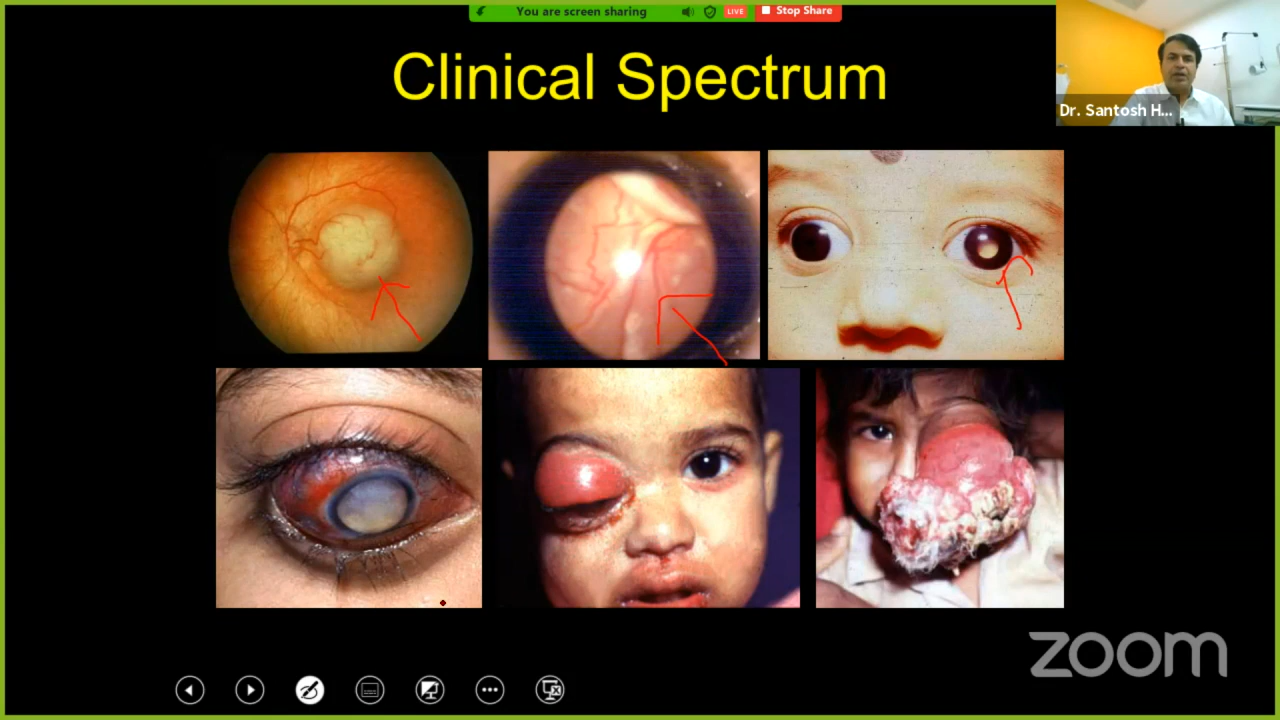 You are screen sharing
LIVE
Stop Share
Clinical Spectrum
Dr. Santosh H...
zoom